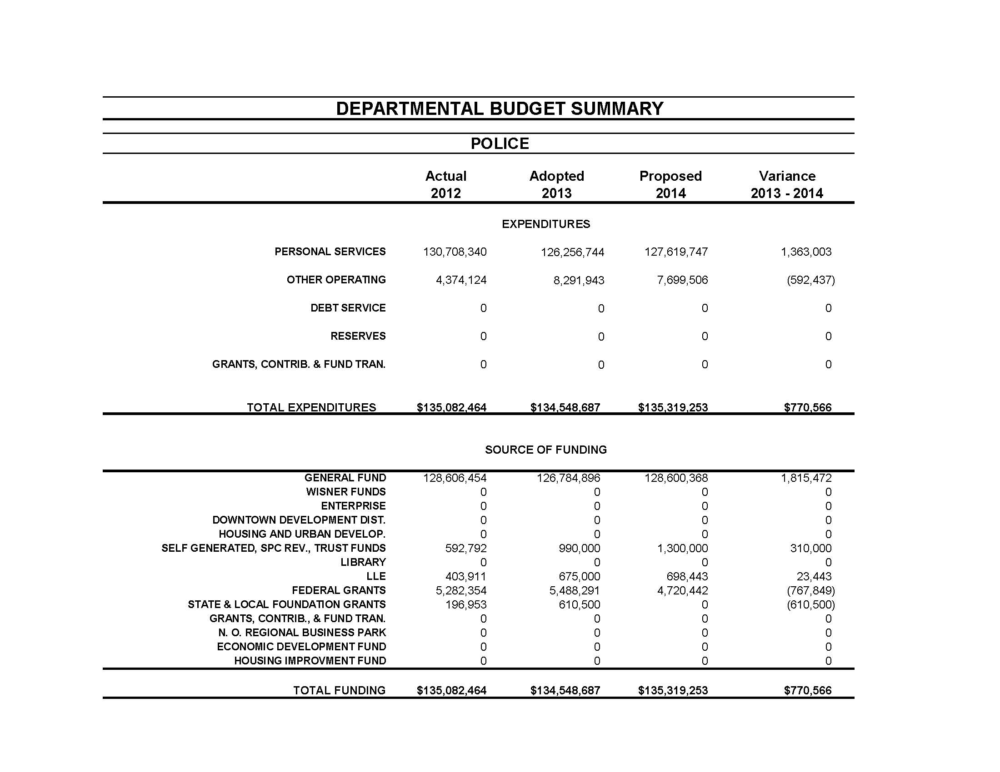 DEPARTMENTAL BUDGET SUMMARY
POLICE
Actual Adopted Proposed Variance
2012 2013 2014 2013 - 2014
EXPENDITURES
PERSONAL SERVICES 130,708,340 126,256,744 127,619,747 1,363,003
OTHER OPERATING 4,374,124 8,291,943 7,699,506 (592,437)
DEBT SERVICE 0 0 0 0
RESERVES 0 0 0 0
GRANTS, CONTRIB. & FUND TRAN. 0 0 0 0
TOTAL EXPENDITURES $135,082,464 $134,548,687 $135,319,253 $770,566
SOURCE OF FUNDING
GENERAL FUND 128,606,454 126,784,896 128,600,368 1,815,472
WISNER FUNDS 0 0 0 0
ENTERPRISE 0 0 0 0
DOWNTOWN DEVELOPMENT DIST. 0 0 0 0
HOUSING AND URBAN DEVELOP. 0 0 0 0
SELF GENERATED, SPC REV., TRUST FUNDS 592,792 990,000 1,300,000 310,000
LIBRARY 0 0 0 0
LLE 403,911 675,000 698,443 23,443
FEDERAL GRANTS 5,282,354 5,488,291 4,720,442 (767,849)
STATE & LOCAL FOUNDATION GRANTS 196,953 610,500 0 (610,500)
GRANTS, CONTRIB., & FUND TRAN. 0 0 0 0
N. O. REGIONAL BUSINESS PARK 0 0 0 0
ECONOMIC DEVELOPMENT FUND 0 0 0 0
HOUSING IMPROVMENT FUND 0 0 0 0
TOTAL FUNDING $135,082,464 $134,548,687 $135,319,253 $770,566